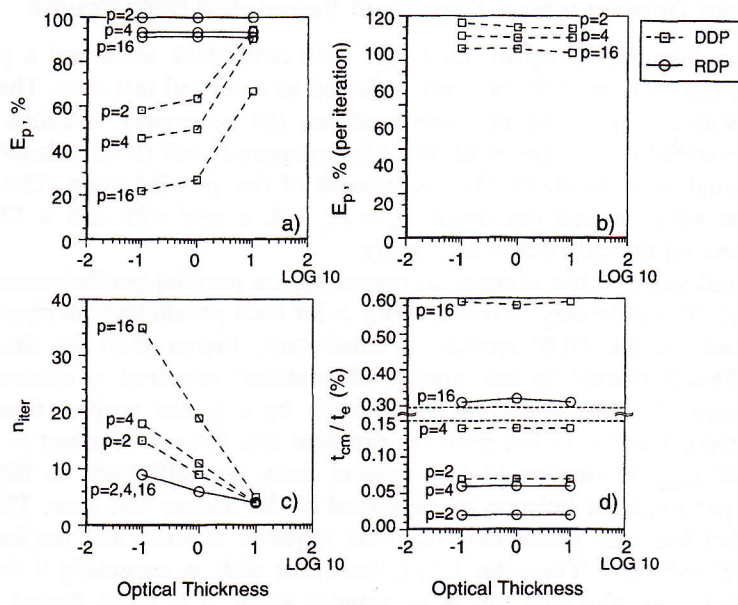 E_p, %
100
80
60
40
20
0
p=2
p=4
p=16
p=2
p=4
p=16
a)
-2 -1 0 1 2
LOG 10
E_p, % (per iteration)
120
100
80
60
40
20
0
p=2
p=4
p=16
b)
-2 -1 0 1 2
LOG 10
DDP
RDP
n_iter
40
30
20
10
0
p=16
p=4
p=2
p=2,4,16
c)
-2 -1 0 1 2
LOG 10
Optical Thickness
t_cm / t_e (%)
0.60
0.50
0.40
0.30
0.15
0.10
0.05
0.00
p=16
p=16
p=4
p=2
p=4
p=2
d)
-2 -1 0 1 2
LOG 10
Optical Thickness